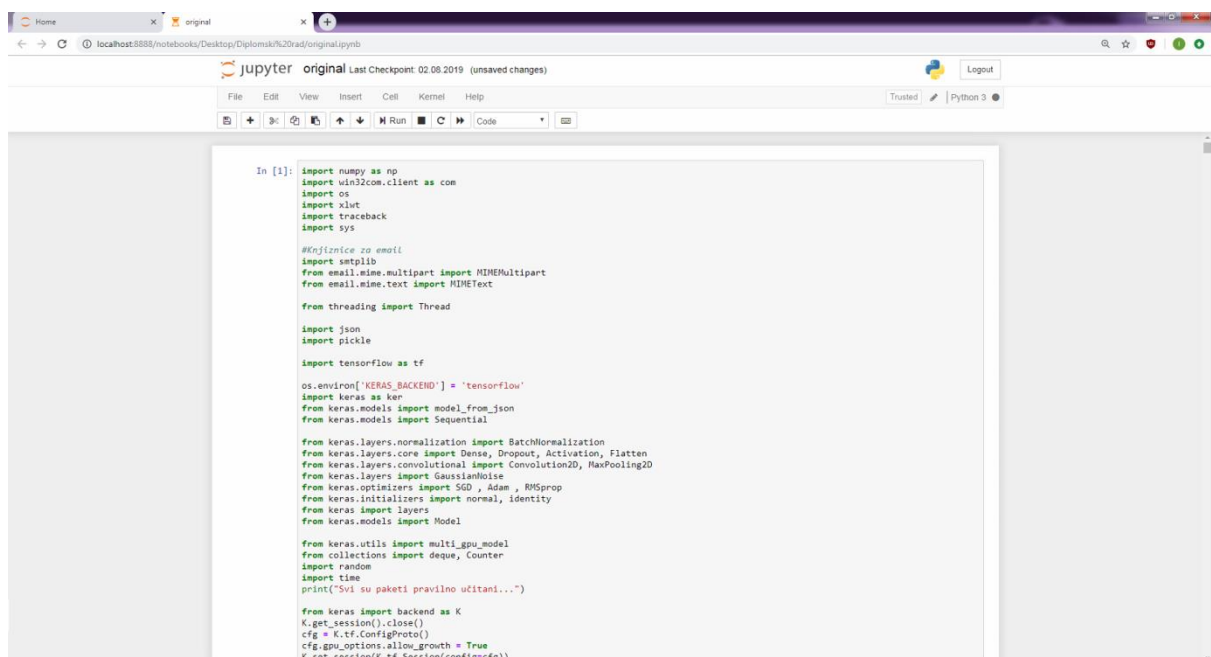 Home
original
localhost:8888/notebooks/Desktop/Diplomski%20rad/original.ipynb
jupyter original Last Checkpoint: 02.08.2019 (unsaved changes)
Logout
File Edit View Insert Cell Kernel Help
Trusted
Python 3
Run
Code
In [1]: import numpy as np
import win32com.client as com
import os
import xlwt
import traceback
import sys
#Knjiznice za email
import smtplib
from email.mime.multipart import MIMEMultipart
from email.mime.text import MIMEText
from threading import Thread
import json
import pickle
import tensorflow as tf
os.environ['KERAS_BACKEND'] = 'tensorflow'
import keras as ker
from keras.models import model_from_json
from keras.models import Sequential
from keras.layers.normalization import BatchNormalization
from keras.layers.core import Dense, Dropout, Activation, Flatten
from keras.layers.convolutional import Convolution2D, MaxPooling2D
from keras.layers import GaussianNoise
from keras.optimizers import SGD , Adam , RMSprop
from keras.initializers import normal, identity
from keras import layers
from keras.models import Model
from keras.utils import multi_gpu_model
from collections import deque, Counter
import random
import time
print("Svi su paketi pravilno učitani...")
from keras import backend as K
K.get_session().close()
cfg = K.tf.ConfigProto()
cfg.gpu_options.allow_growth = True
K.set_session(K.tf.Session(config=cfg))